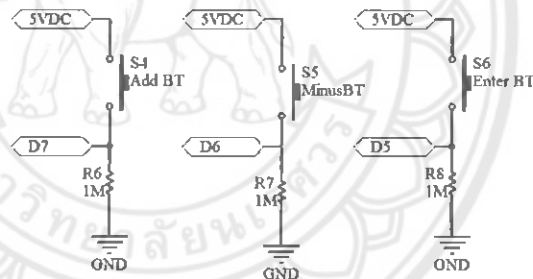 5VDC
S4
Add BT
D7
R6
1M
GND
5VDC
S5
MinusBT
D6
R7
1M
GND
5VDC
S6
Enter BT
D5
R8
1M
GND